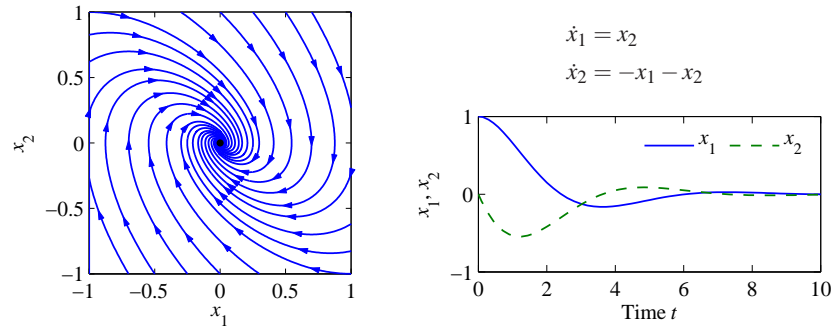 1
0.5
0
−0.5
−1
−1 −0.5 0 0.5 1
x₂
x₁
ẋ₁ = x₂
ẋ₂ = −x₁ − x₂
1
0
−1
0 2 4 6 8 10
x₁, x₂
Time t
x₁ x₂